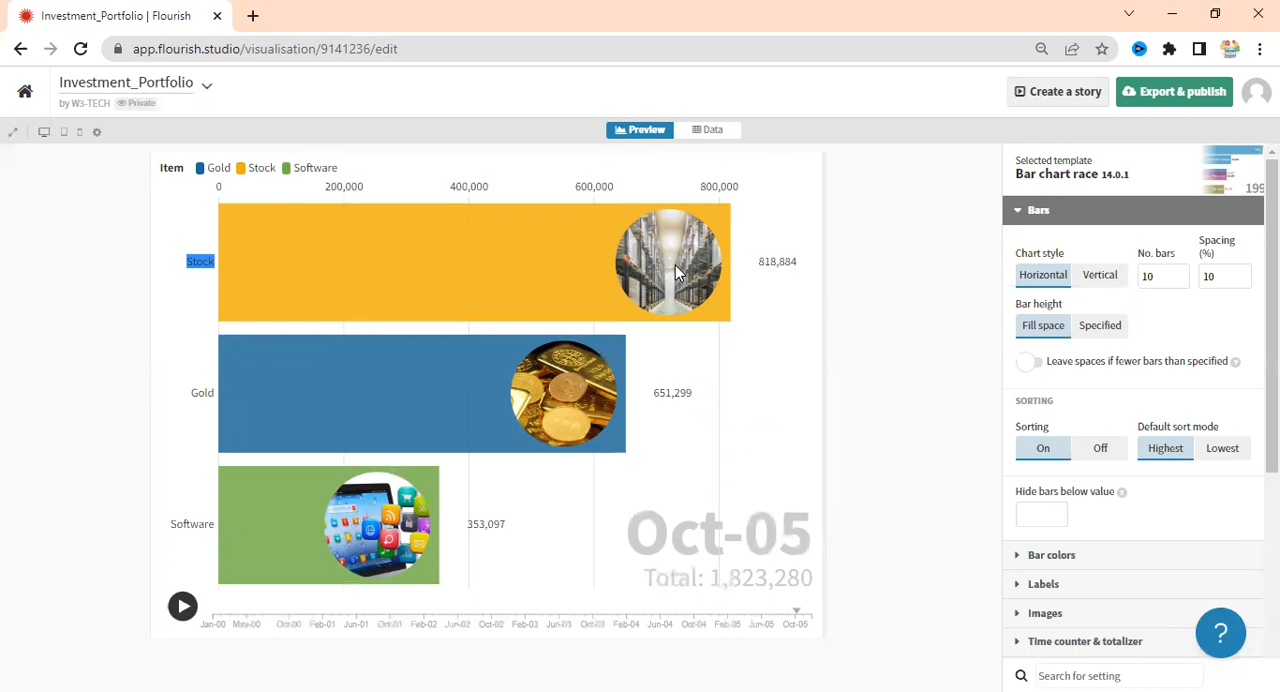 Investment_Portfolio | Flourish
app.flourish.studio/visualisation/9141236/edit
Investment_Portfolio
by W3-TECH Private
Create a story
Export & publish
Preview
Data
Item Gold Stock Software
0 200,000 400,000 600,000 800,000
Stock 818,884
Gold 651,299
Software 353,097
Oct-05
Total: 1,823,280
Jan-00 May-00 Oct-00 Feb-01 Jun-01 Oct-01 Feb-02 Jun-02 Oct-02 Feb-03 Jun-03 Oct-03 Feb-04 Jun-04 Oct-04 Feb-05 Jun-05 Oct-05
Selected template
Bar chart race 14.0.1
199
Bars
Chart style No. bars Spacing (%)
Horizontal Vertical 10 10
Bar height
Fill space Specified
Leave spaces if fewer bars than specified ?
SORTING
Sorting Default sort mode
On Off Highest Lowest
Hide bars below value ?
Bar colors
Labels
Images
Time counter & totalizer
?
Search for setting